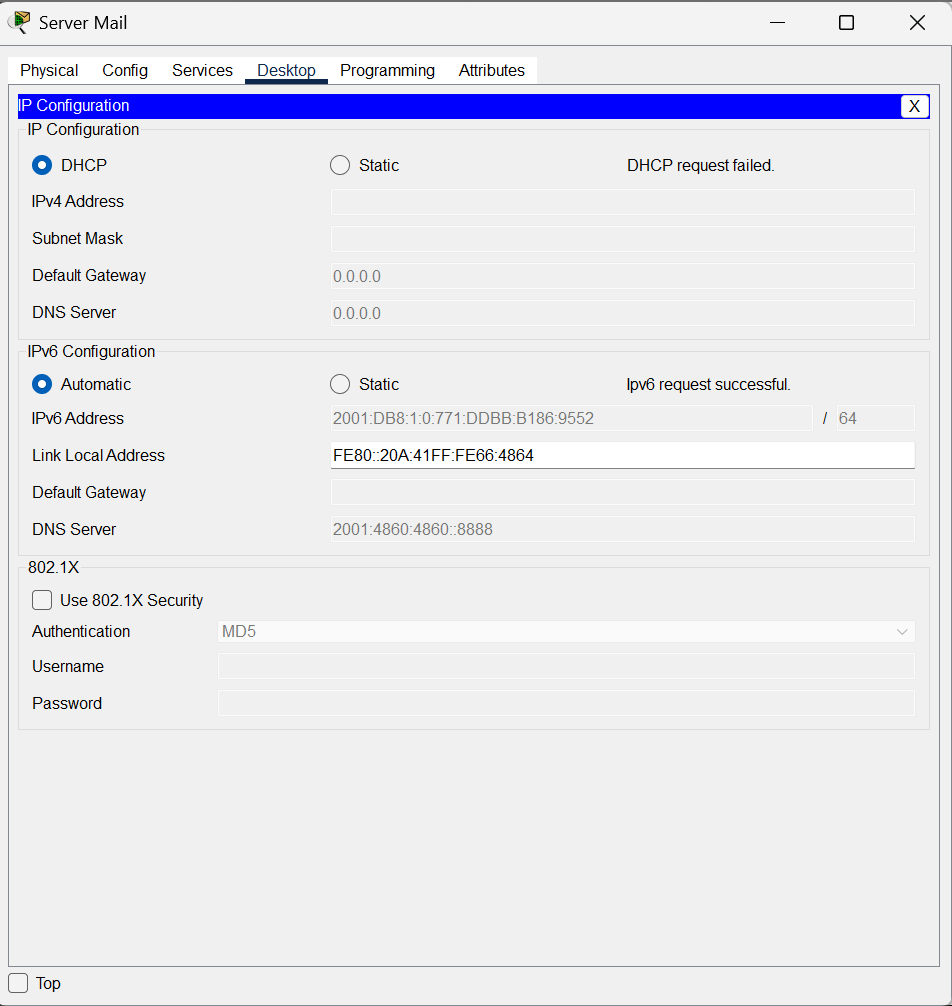 Server Mail
Physical Config Services Desktop Programming Attributes
IP Configuration X
IP Configuration
DHCP Static DHCP request failed.
IPv4 Address
Subnet Mask
Default Gateway 0.0.0.0
DNS Server 0.0.0.0
IPv6 Configuration
Automatic Static Ipv6 request successful.
IPv6 Address 2001:DB8:1:0:771:DDBB:B186:9552 / 64
Link Local Address FE80::20A:41FF:FE66:4864
Default Gateway
DNS Server 2001:4860:4860::8888
802.1X
Use 802.1X Security
Authentication MD5
Username
Password
Top